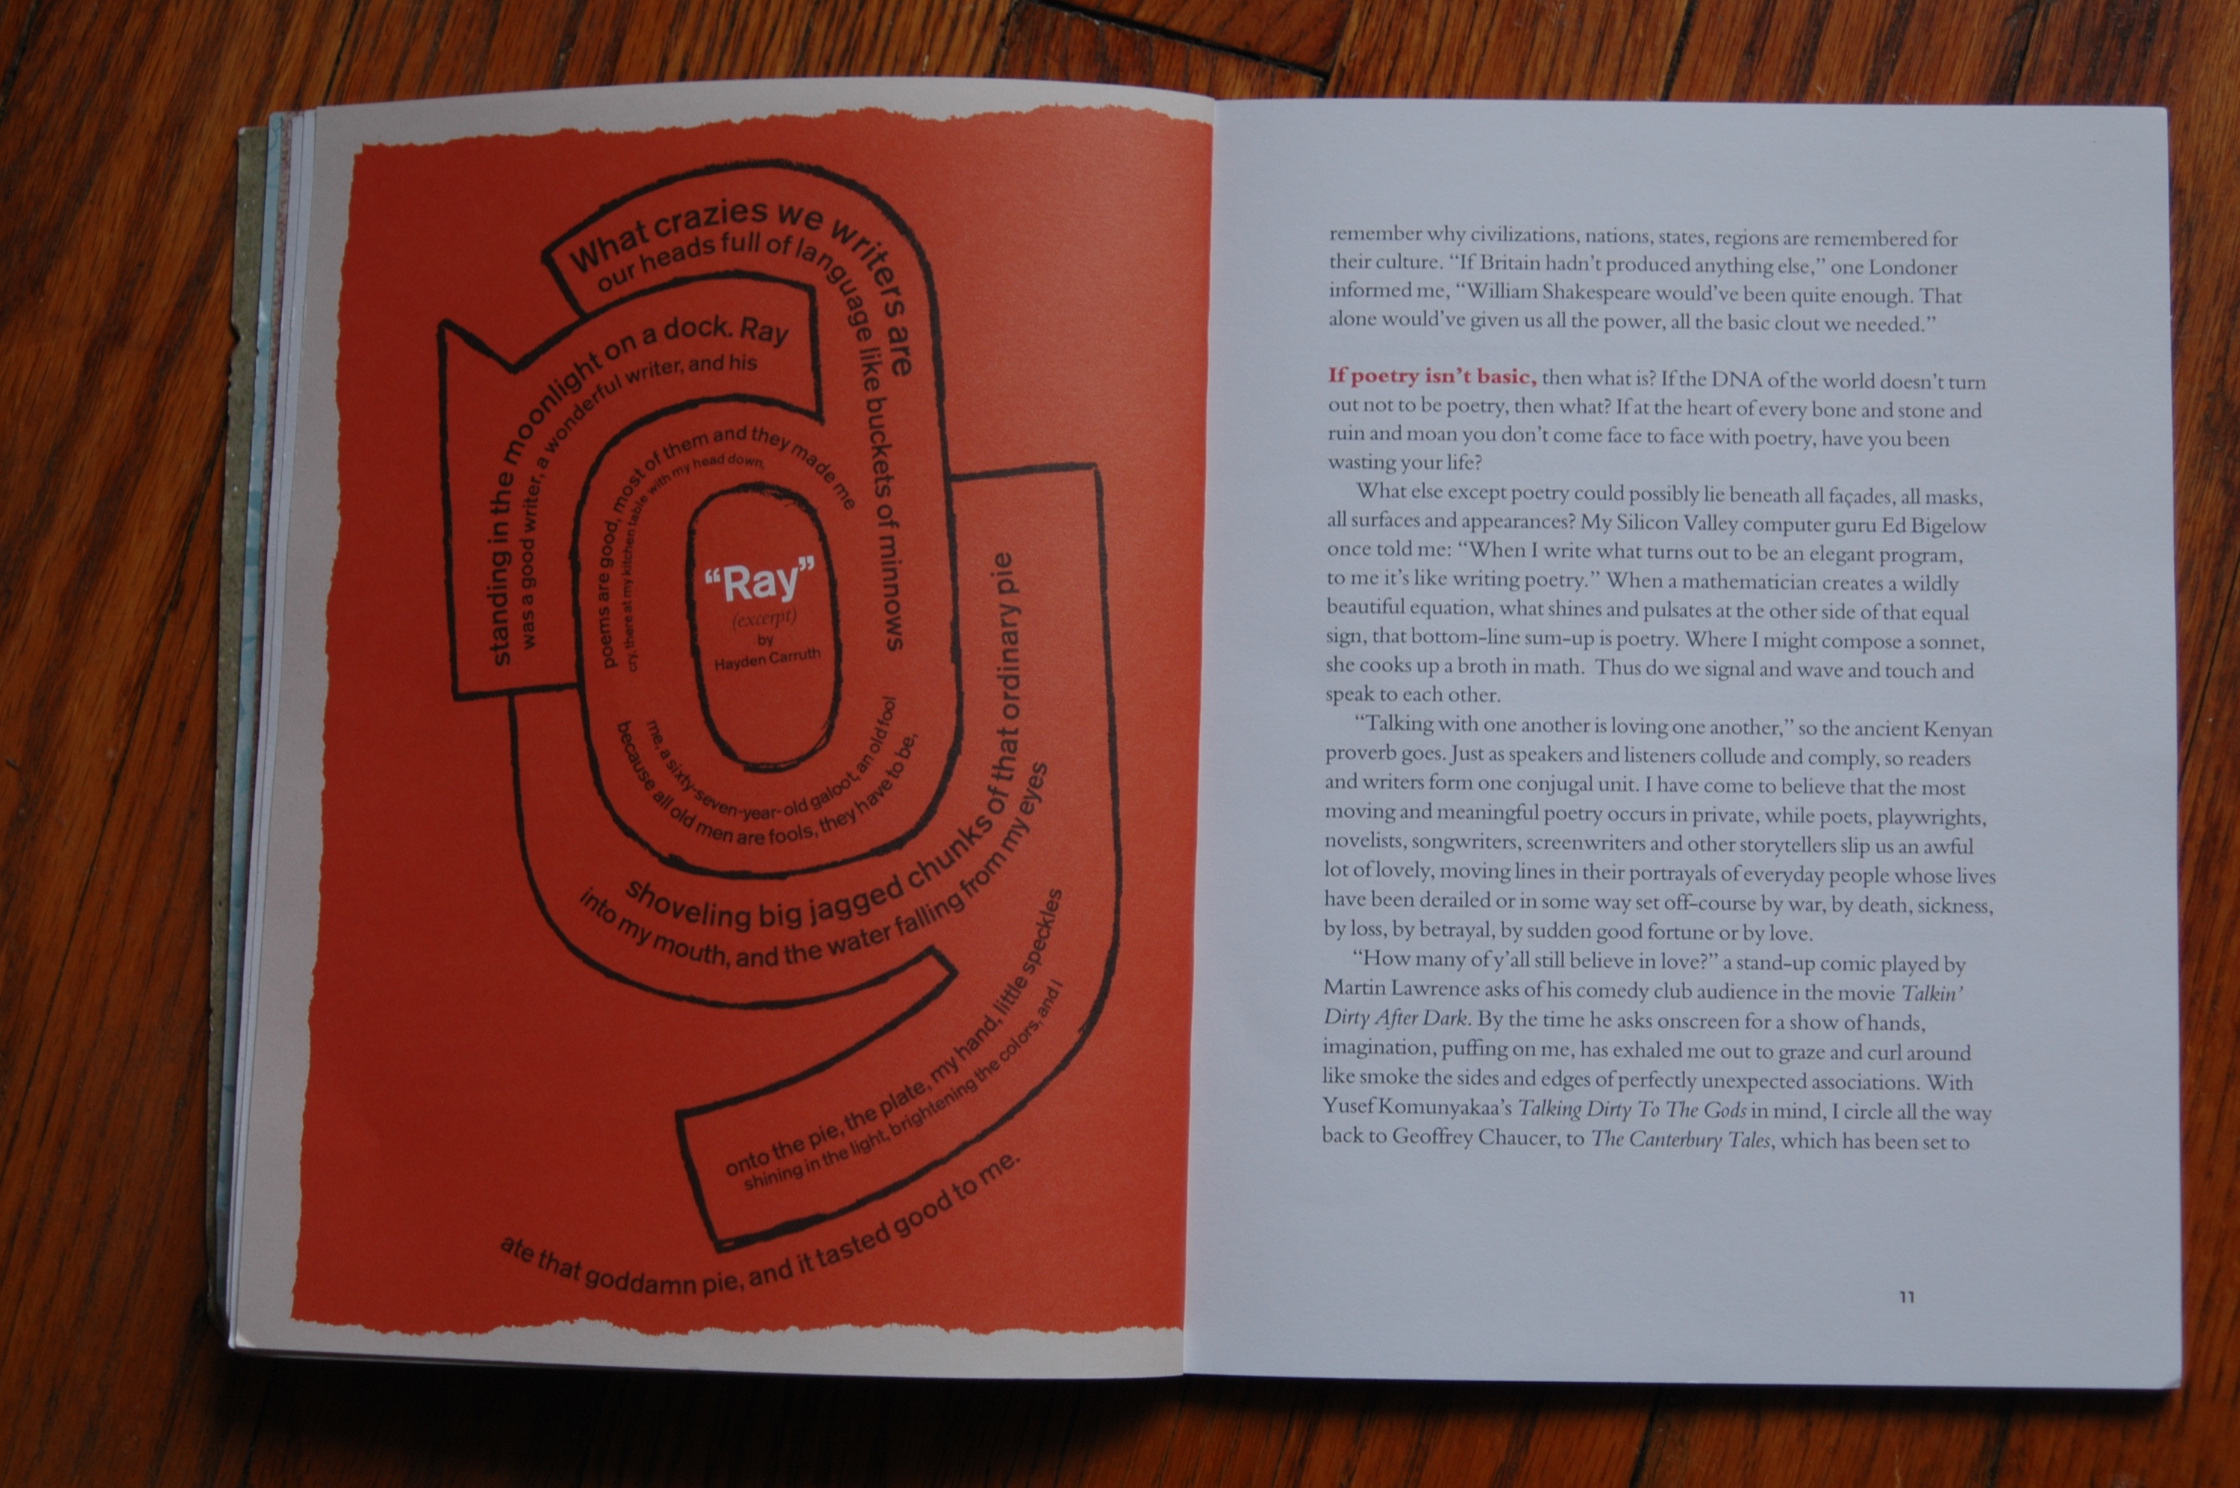 What crazies we writers are
our heads full of language like buckets of minnows
standing in the moonlight on a dock. Ray
was a good writer, a wonderful writer, and his
poems are good, most of them and they made me
cry, there at my kitchen table with my head down,
me, a sixty-seven-year-old galoot, an old fool
because all old men are fools, they have to be,
shoveling big jagged chunks of that ordinary pie
into my mouth, and the water falling from my eyes
onto the pie, the plate, my hand, little speckles
shining in the light, brightening the colors, and I
ate that goddamn pie, and it tasted good to me.
“Ray”
(excerpt)
by
Hayden Carruth
remember why civilizations, nations, states, regions are remembered for
their culture. “If Britain hadn’t produced anything else,” one Londoner
informed me, “William Shakespeare would’ve been quite enough. That
alone would’ve given us all the power, all the basic clout we needed.”
If poetry isn’t basic, then what is? If the DNA of the world doesn’t turn
out not to be poetry, then what? If at the heart of every bone and stone and
ruin and moan you don’t come face to face with poetry, have you been
wasting your life?
What else except poetry could possibly lie beneath all façades, all masks,
all surfaces and appearances? My Silicon Valley computer guru Ed Bigelow
once told me: “When I write what turns out to be an elegant program,
to me it’s like writing poetry.” When a mathematician creates a wildly
beautiful equation, what shines and pulsates at the other side of that equal
sign, that bottom-line sum-up is poetry. Where I might compose a sonnet,
she cooks up a broth in math. Thus do we signal and wave and touch and
speak to each other.
“Talking with one another is loving one another,” so the ancient Kenyan
proverb goes. Just as speakers and listeners collude and comply, so readers
and writers form one conjugal unit. I have come to believe that the most
moving and meaningful poetry occurs in private, while poets, playwrights,
novelists, songwriters, screenwriters and other storytellers slip us an awful
lot of lovely, moving lines in their portrayals of everyday people whose lives
have been derailed or in some way set off-course by war, by death, sickness,
by loss, by betrayal, by sudden good fortune or by love.
“How many of y’all still believe in love?” a stand-up comic played by
Martin Lawrence asks of his comedy club audience in the movie Talkin’
Dirty After Dark. By the time he asks onscreen for a show of hands,
imagination, puffing on me, has exhaled me out to graze and curl around
like smoke the sides and edges of perfectly unexpected associations. With
Yusef Komunyakaa’s Talking Dirty To The Gods in mind, I circle all the way
back to Geoffrey Chaucer, to The Canterbury Tales, which has been set to
11